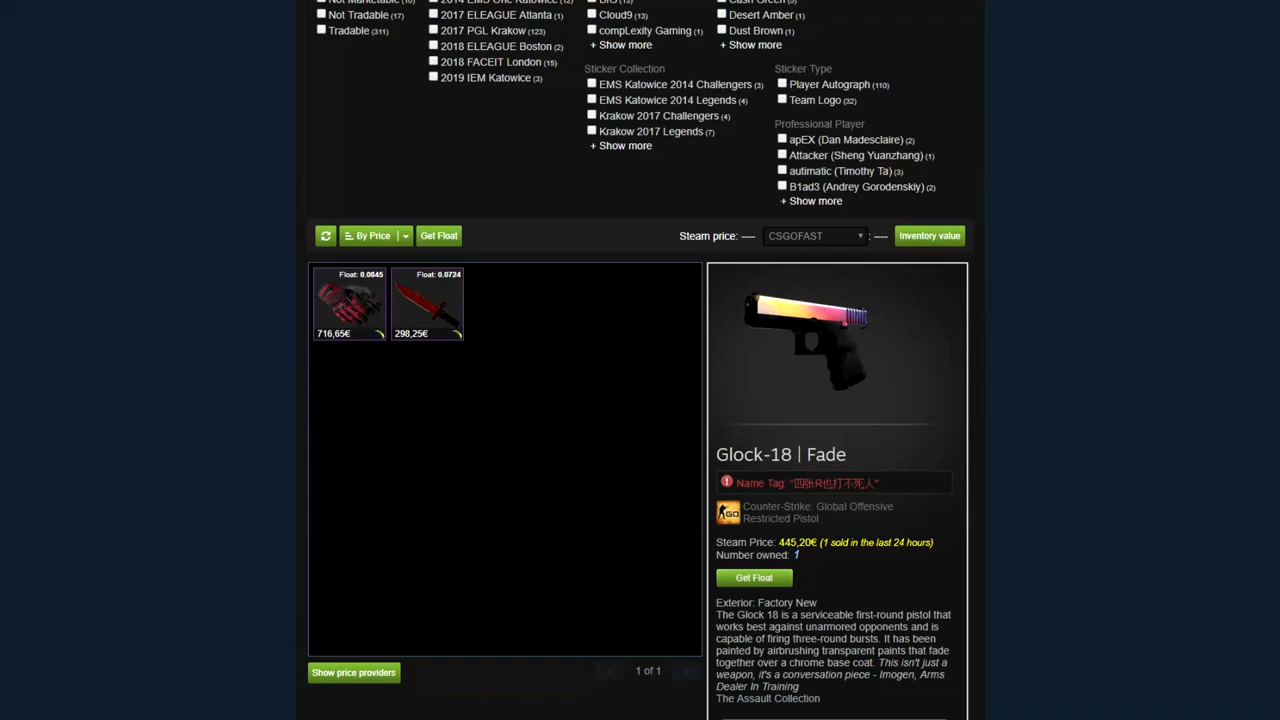 Not Marketable (10)
Not Tradable (17)
Tradable (311)
2017 ELEAGUE Atlanta (1)
2017 PGL Krakow (123)
2018 ELEAGUE Boston (2)
2018 FACEIT London (15)
2019 IEM Katowice (3)
Cloud9 (13)
compLexity Gaming (1)
+ Show more
Desert Amber (1)
Dust Brown (1)
+ Show more
Sticker Collection
EMS Katowice 2014 Challengers (3)
EMS Katowice 2014 Legends (4)
Krakow 2017 Challengers (4)
Krakow 2017 Legends (7)
+ Show more
Sticker Type
Player Autograph (110)
Team Logo (32)
Professional Player
apEX (Dan Madesclaire) (2)
Attacker (Sheng Yuanzhang) (1)
autimatic (Timothy Ta) (3)
B1ad3 (Andrey Gorodenskiy) (2)
+ Show more
By Price
Get Float
Steam price: ----
CSGOFAST
: ----
Inventory value
Float: 0.0845
716,65€
Float: 0.0724
298,25€
Glock-18 | Fade
Name Tag: "四张R也打不死人"
GO
Counter-Strike: Global Offensive
Restricted Pistol
Steam Price: 445,20€ (1 sold in the last 24 hours)
Number owned: 1
Get Float
Exterior: Factory New
The Glock 18 is a serviceable first-round pistol that
works best against unarmored opponents and is
capable of firing three-round bursts. It has been
painted by airbrushing transparent paints that fade
together over a chrome base coat. This isn't just a
weapon, it's a conversation piece - Imogen, Arms
Dealer In Training
The Assault Collection
Show price providers
< 1 of 1 >